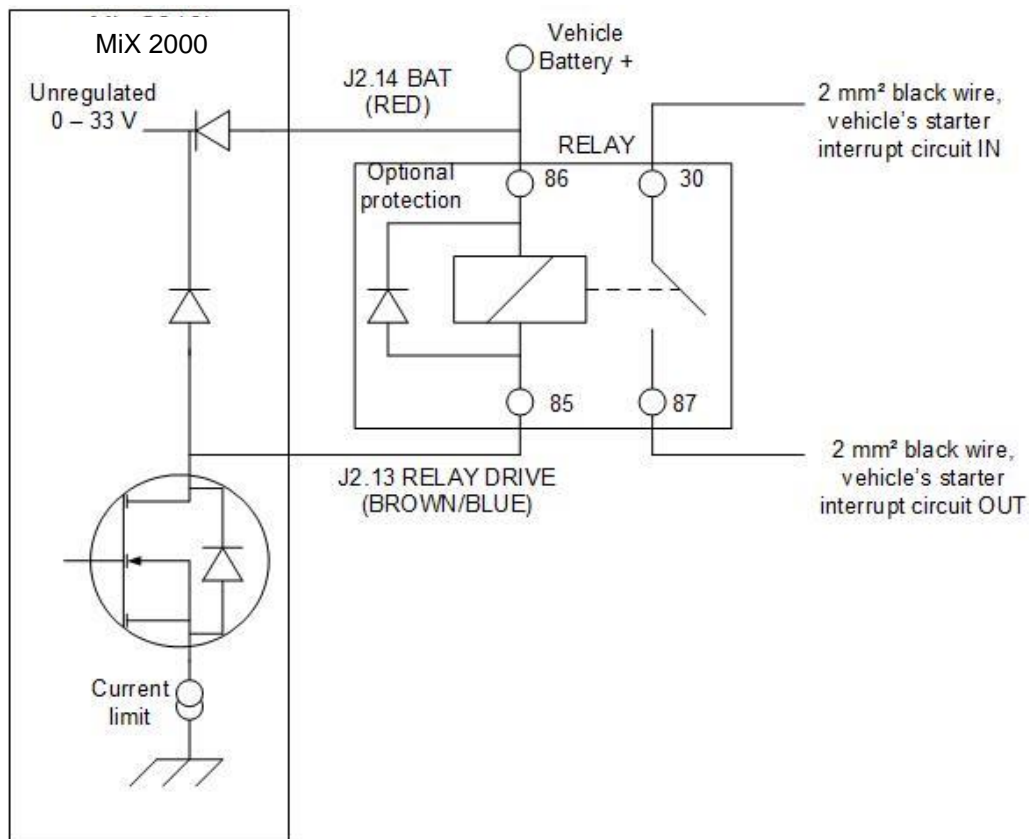 MiX 2000
Unregulated
0 – 33 V
J2.14 BAT
(RED)
Vehicle
Battery +
RELAY
2 mm² black wire,
vehicle's starter
interrupt circuit IN
Optional
protection
86
30
85
87
J2.13 RELAY DRIVE
(BROWN/BLUE)
2 mm² black wire,
vehicle's starter
interrupt circuit OUT
Current
limit